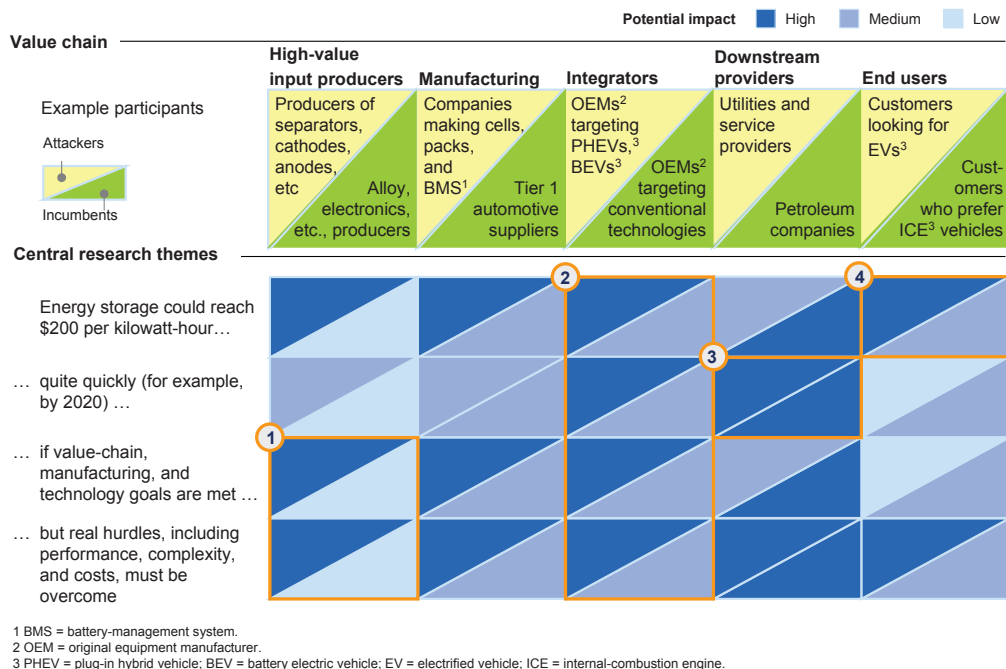 Potential impact
High
Medium
Low
Value chain
High-value
input producers
Manufacturing
Integrators
Downstream
providers
End users
Example participants
Attackers
Incumbents
Producers of
separators,
cathodes,
anodes,
etc
Alloy,
electronics,
etc., producers
Companies
making cells,
packs,
and
BMS¹
Tier 1
automotive
suppliers
OEMs²
targeting
PHEVs,³
BEVs³
OEMs²
targeting
conventional
technologies
Utilities and
service
providers
Petroleum
companies
Customers
looking for
EVs³
Cust-
omers
who prefer
ICE³ vehicles
Central research themes
Energy storage could reach
$200 per kilowatt-hour…
… quite quickly (for example,
by 2020) …
… if value-chain,
manufacturing, and
technology goals are met …
… but real hurdles, including
performance, complexity,
and costs, must be
overcome
2
4
3
1
1 BMS = battery-management system.
2 OEM = original equipment manufacturer.
3 PHEV = plug-in hybrid vehicle; BEV = battery electric vehicle; EV = electrified vehicle; ICE = internal-combustion engine.